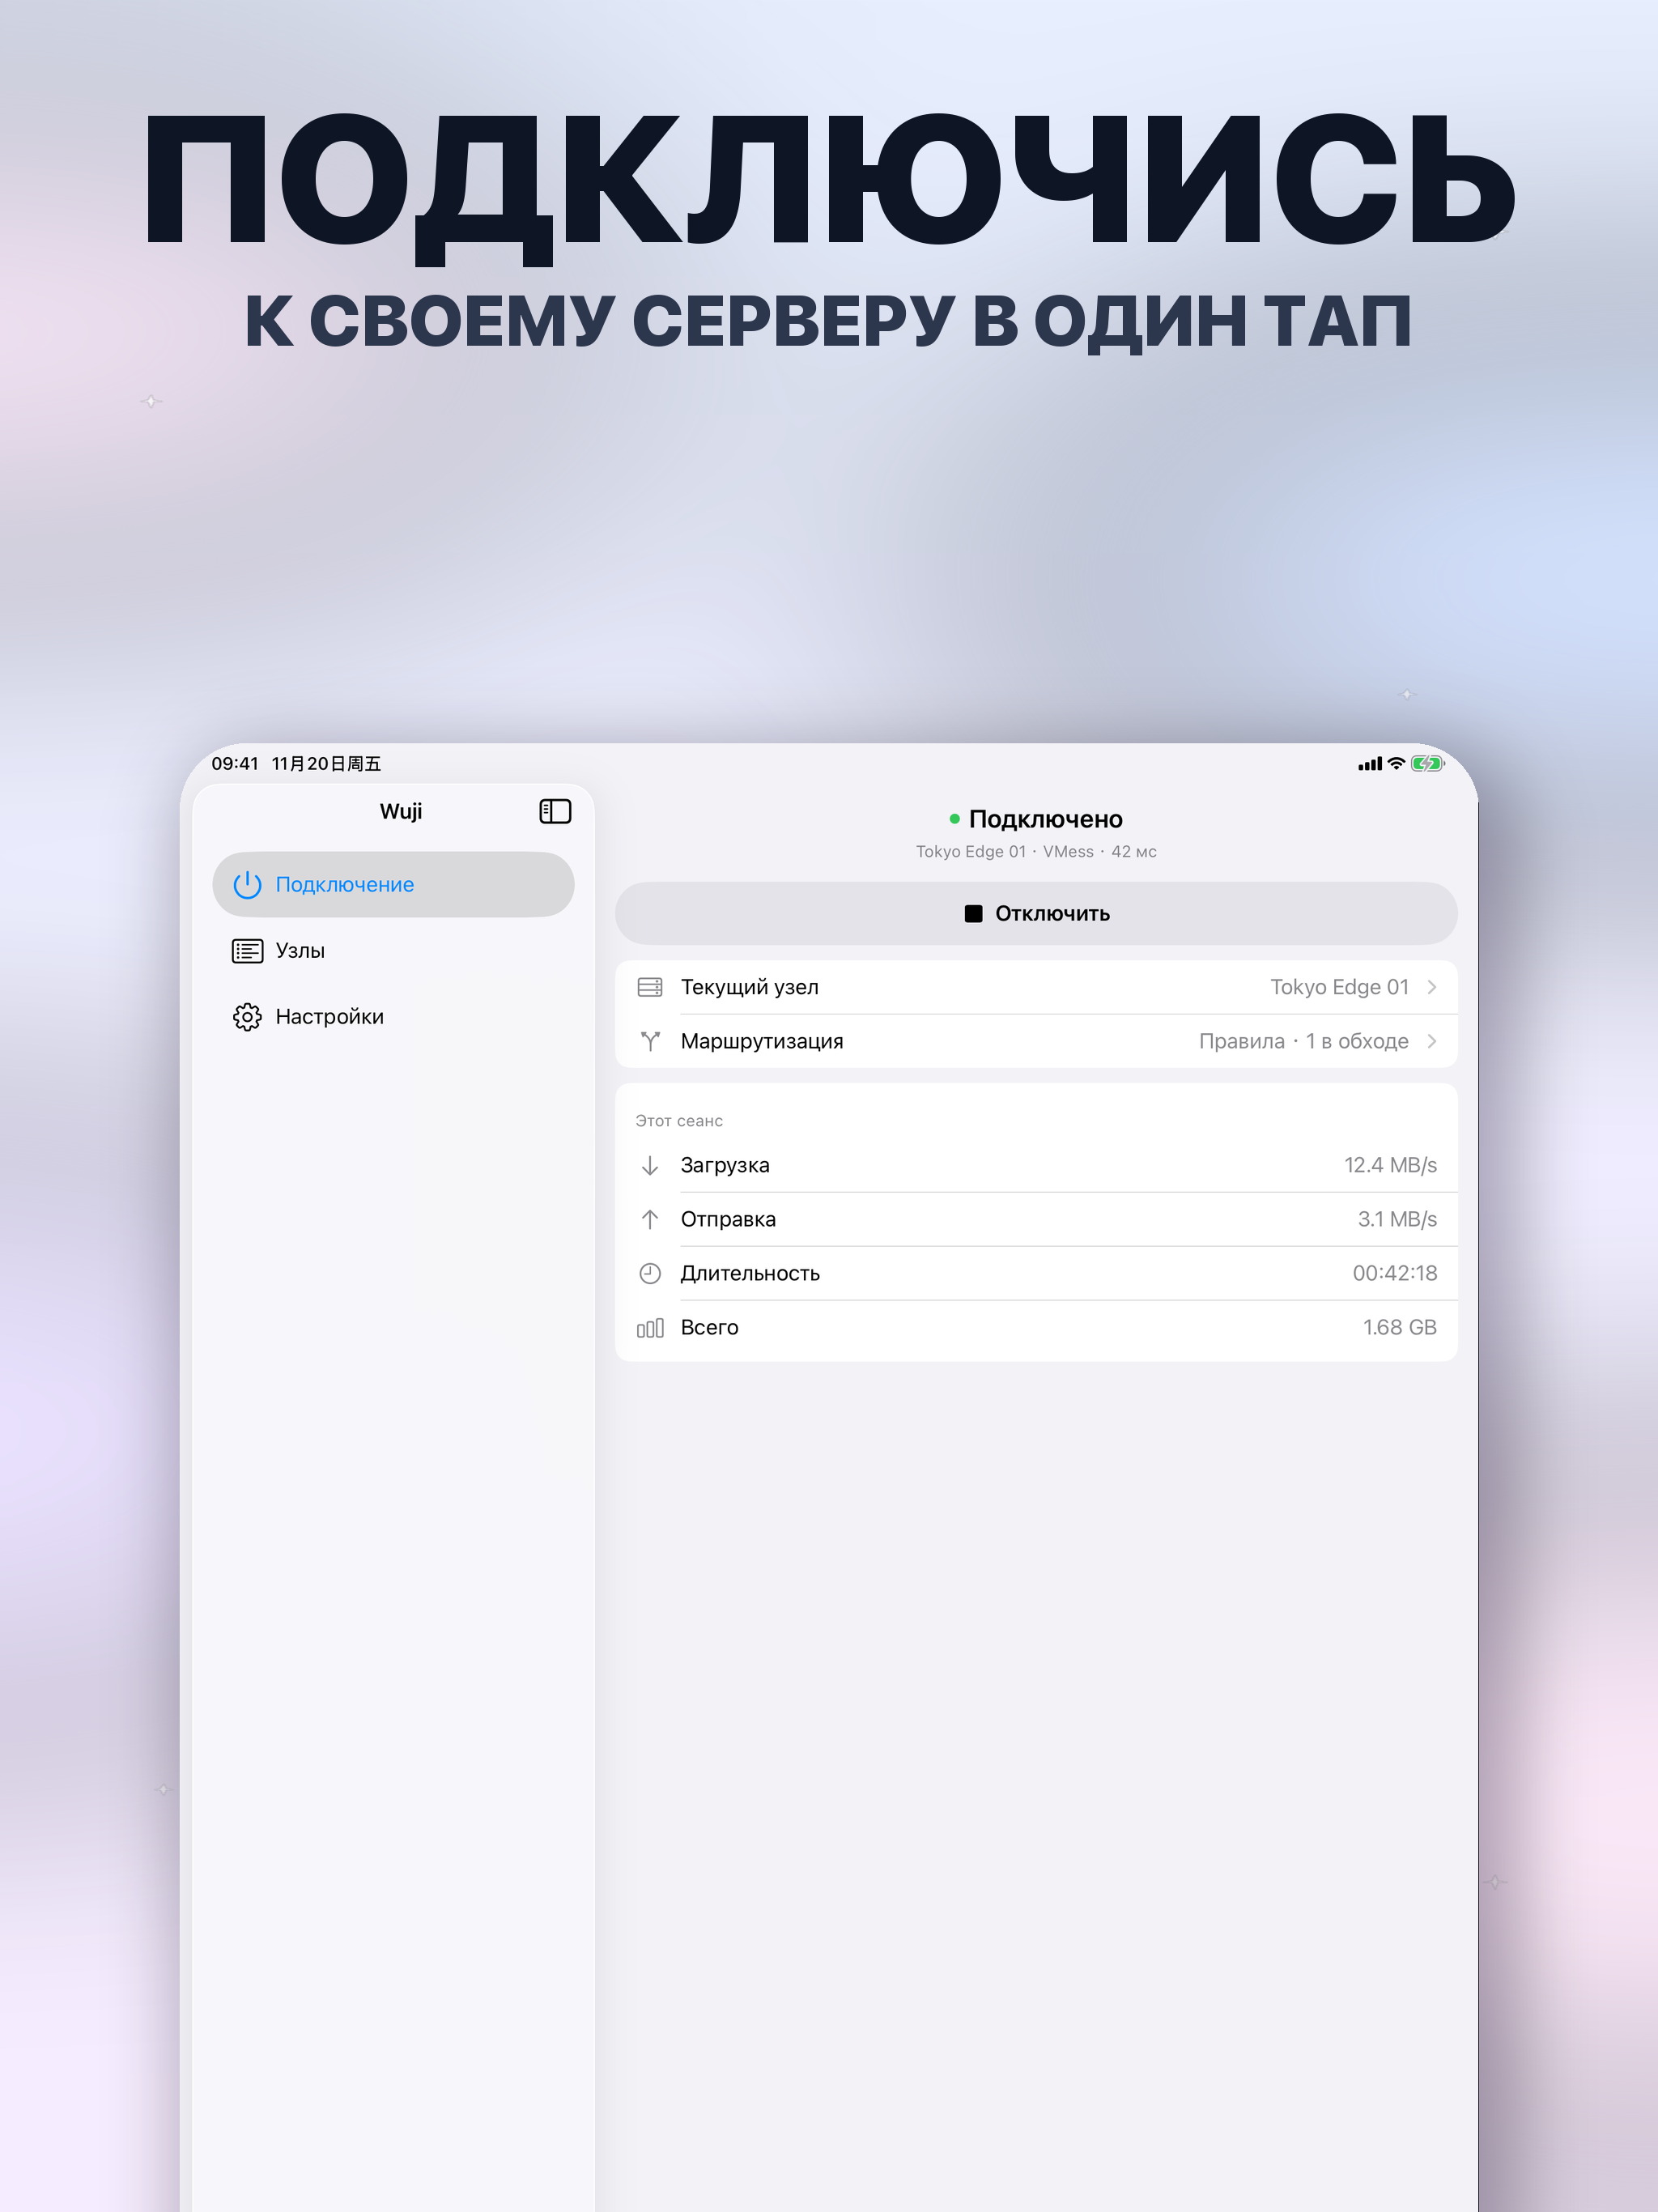 ПОДКЛЮЧИСЬ
К СВОЕМУ СЕРВЕРУ В ОДИН ТАП
09:41 11月20日周五
Wuji
Подключение
Узлы
Настройки
Подключено
Tokyo Edge 01 · VMess · 42 мс
Отключить
Текущий узел Tokyo Edge 01
Маршрутизация Правила · 1 в обходе
Этот сеанс
Загрузка 12.4 MB/s
Отправка 3.1 MB/s
Длительность 00:42:18
Всего 1.68 GB